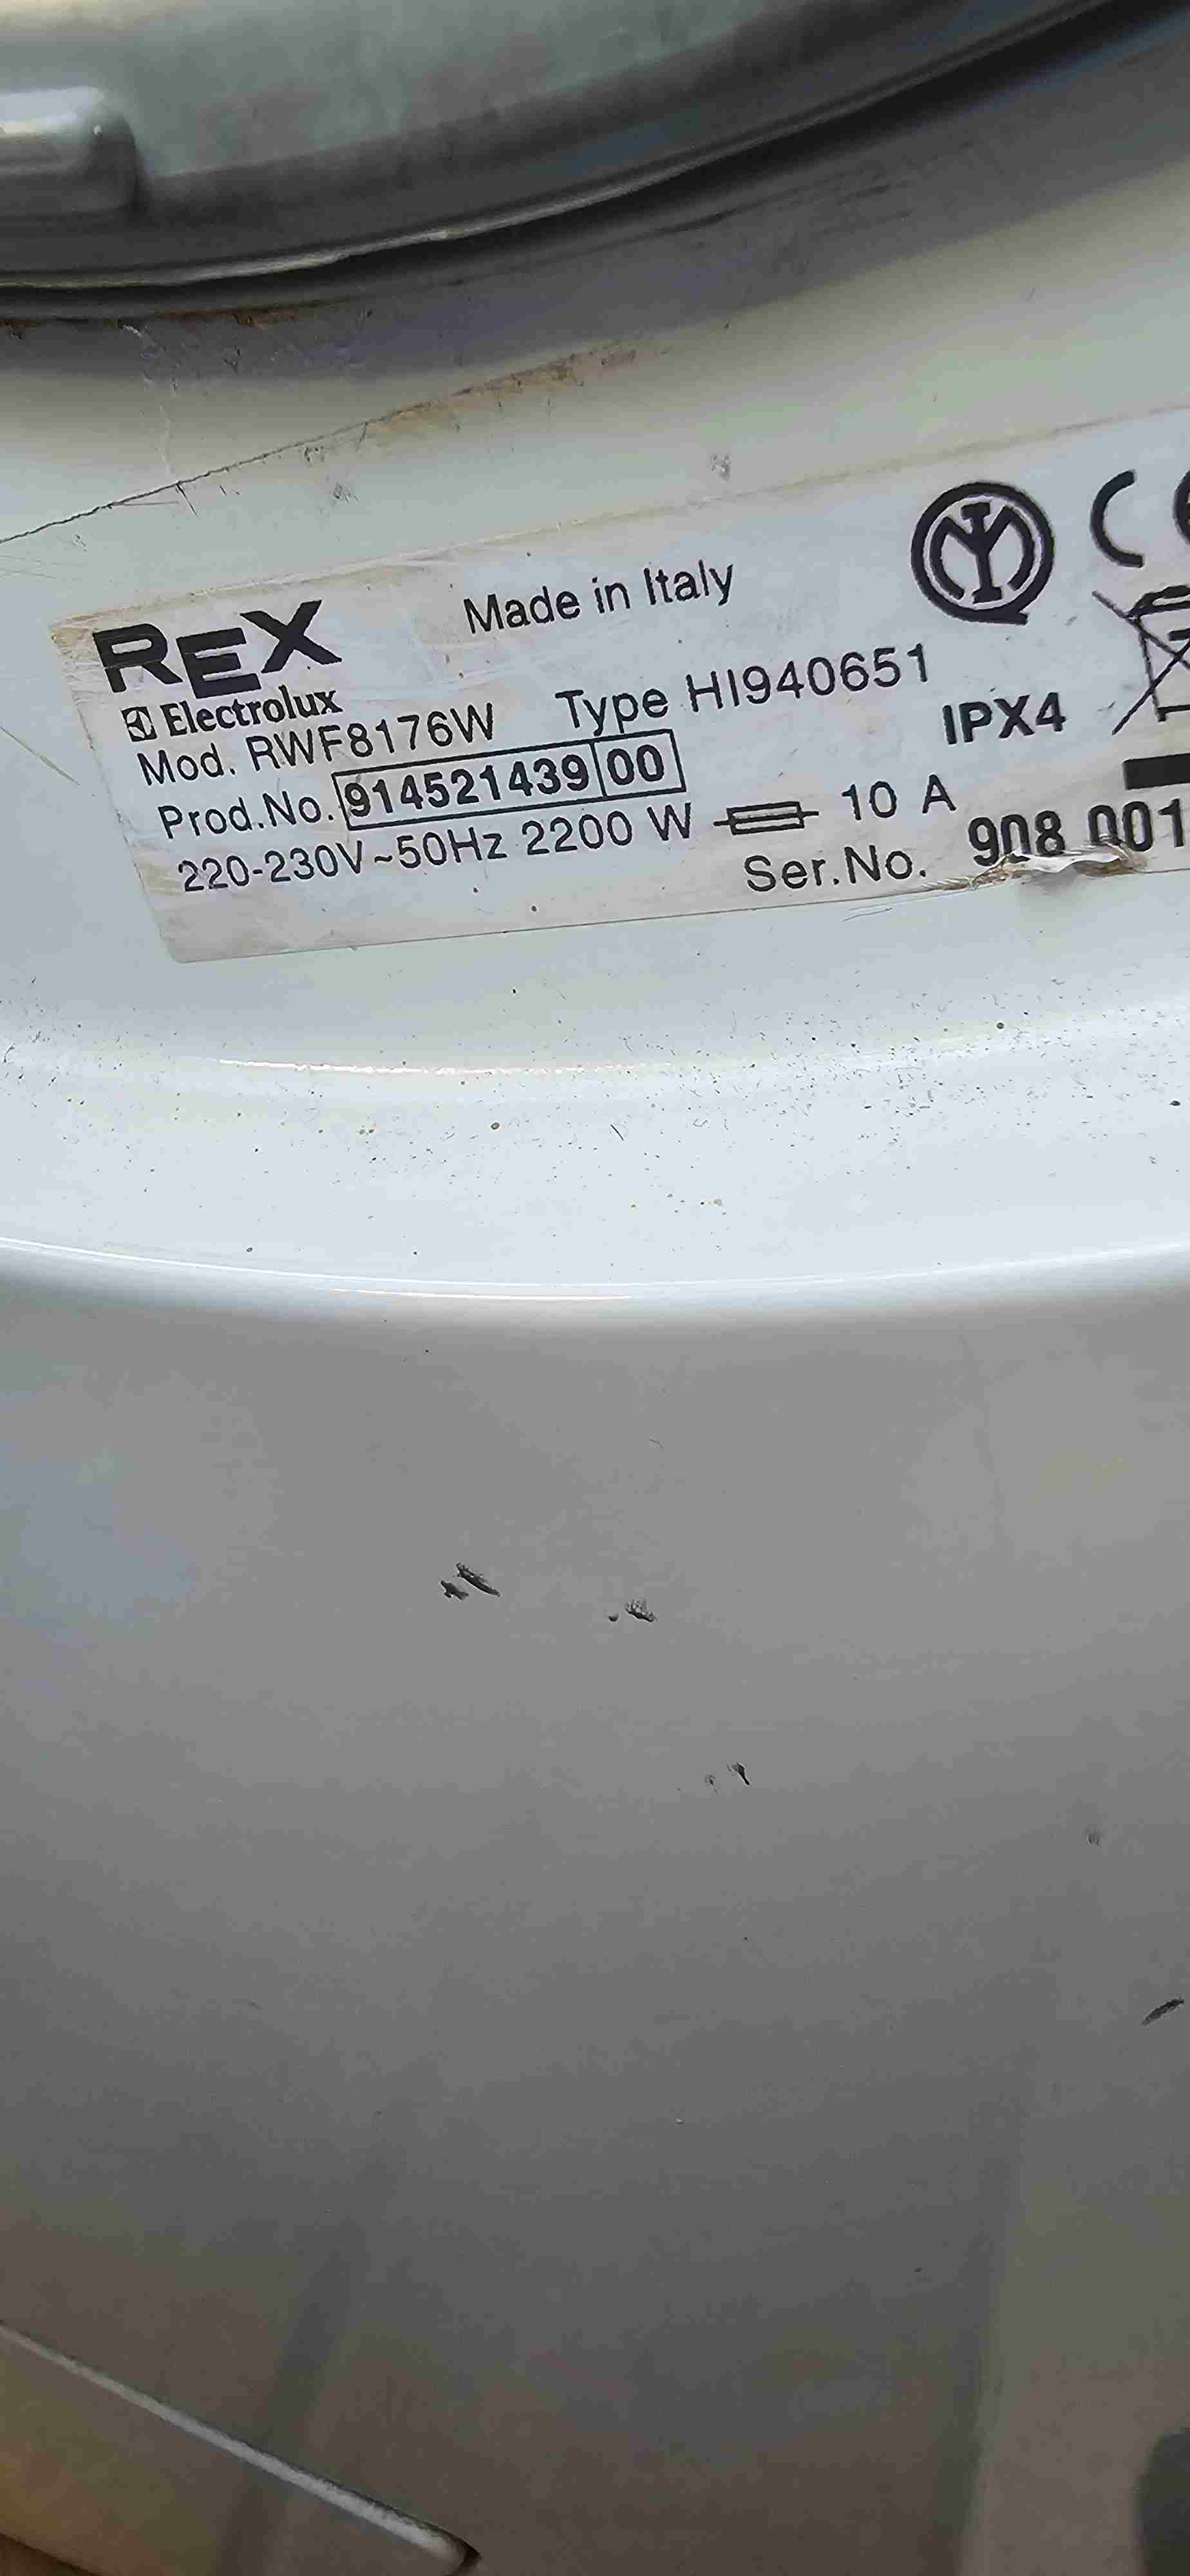 Made in Italy
REX
Electrolux
Mod. RWF8176W Type HI940651
IPX4
Prod.No. 914521439 00
220-230V~50Hz 2200 W 10 A
Ser.No. 908 001
CE